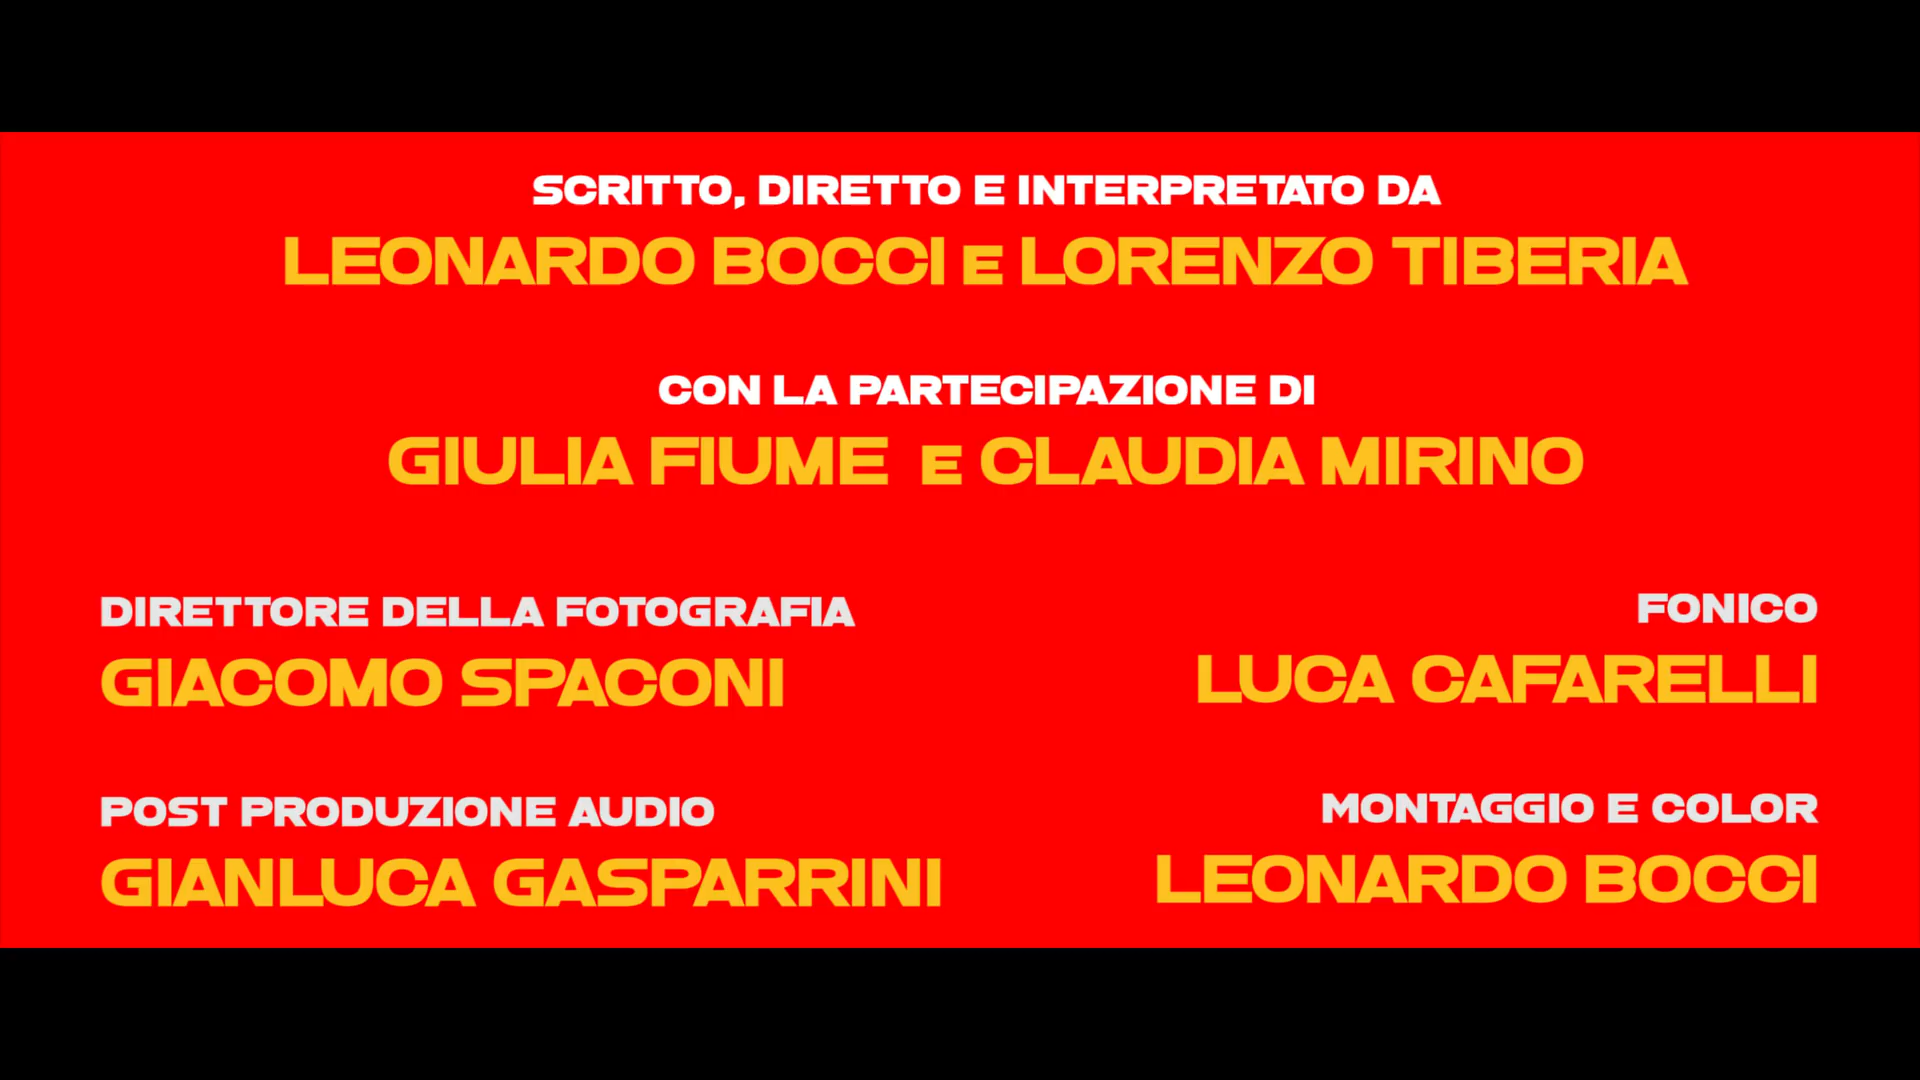 SCRITTO, DIRETTO E INTERPRETATO DA
LEONARDO BOCCI E LORENZO TIBERIA
CON LA PARTECIPAZIONE DI
GIULIA FIUME E CLAUDIA MIRINO
DIRETTORE DELLA FOTOGRAFIA
GIACOMO SPACONI
FONICO
LUCA CAFARELLI
POST PRODUZIONE AUDIO
GIANLUCA GASPARRINI
MONTAGGIO E COLOR
LEONARDO BOCCI